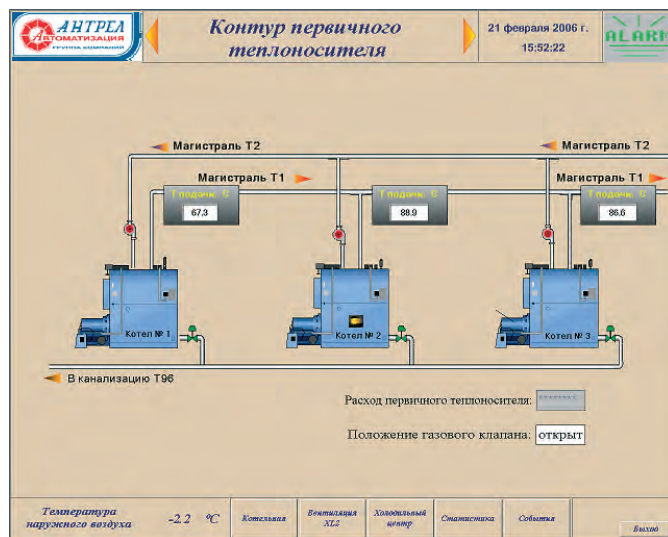 АНТРЕЛ
АВТОМАТИЗАЦИЯ
ГРУППА КОМПАНИЙ
Контур первичного
теплоносителя
21 февраля 2006 г.
15:52:22
ALARM
Магистраль Т2
Магистраль Т2
Магистраль Т1
Магистраль Т1
Т подачи, С
Т подачи, С
Т подачи, С
67.3
88.9
86.6
Котел № 1
Котел № 2
Котел № 3
В канализацию Т96
Расход первичного теплоносителя: ********
Положение газового клапана: открыт
Температура
наружного воздуха
-2.2 °C
Котельная
Вентиляция
XL2
Холодильный
центр
Статистика
События
Выход